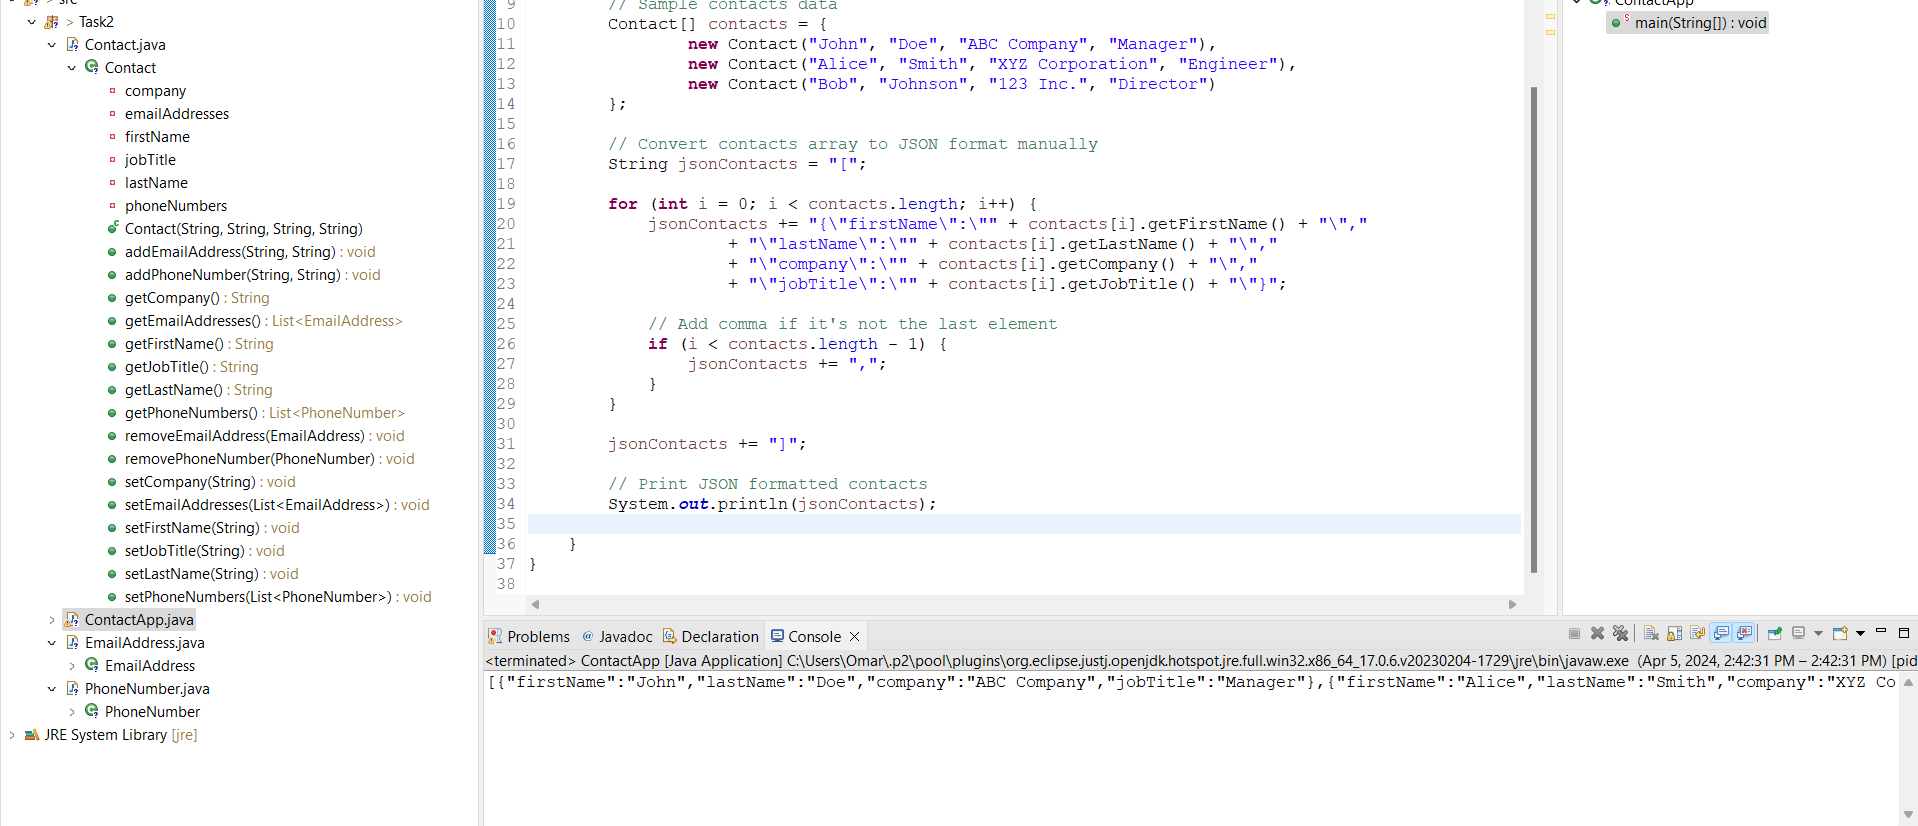 src
Task2
Contact.java
Contact
company
emailAddresses
firstName
jobTitle
lastName
phoneNumbers
Contact(String, String, String, String)
addEmailAddress(String, String) : void
addPhoneNumber(String, String) : void
getCompany() : String
getEmailAddresses() : List<EmailAddress>
getFirstName() : String
getJobTitle() : String
getLastName() : String
getPhoneNumbers() : List<PhoneNumber>
removeEmailAddress(EmailAddress) : void
removePhoneNumber(PhoneNumber) : void
setCompany(String) : void
setEmailAddresses(List<EmailAddress>) : void
setFirstName(String) : void
setJobTitle(String) : void
setLastName(String) : void
setPhoneNumbers(List<PhoneNumber>) : void
ContactApp.java
EmailAddress.java
EmailAddress
PhoneNumber.java
PhoneNumber
JRE System Library [jre]
9 // Sample contacts data
10 Contact[] contacts = {
11 new Contact("John", "Doe", "ABC Company", "Manager"),
12 new Contact("Alice", "Smith", "XYZ Corporation", "Engineer"),
13 new Contact("Bob", "Johnson", "123 Inc.", "Director")
14 };
15
16 // Convert contacts array to JSON format manually
17 String jsonContacts = "[";
18
19 for (int i = 0; i < contacts.length; i++) {
20 jsonContacts += "{\"firstName\":\"" + contacts[i].getFirstName() + "\","
21 + "\"lastName\":\"" + contacts[i].getLastName() + "\","
22 + "\"company\":\"" + contacts[i].getCompany() + "\","
23 + "\"jobTitle\":\"" + contacts[i].getJobTitle() + "\"}";
24
25 // Add comma if it's not the last element
26 if (i < contacts.length - 1) {
27 jsonContacts += ",";
28 }
29 }
30
31 jsonContacts += "]";
32
33 // Print JSON formatted contacts
34 System.out.println(jsonContacts);
35
36 }
37 }
38
ContactApp
main(String[]) : void
Problems @ Javadoc Declaration Console
<terminated> ContactApp [Java Application] C:\Users\Omar\.p2\pool\plugins\org.eclipse.justj.openjdk.hotspot.jre.full.win32.x86_64_17.0.6.v20230204-1729\jre\bin\javaw.exe (Apr 5, 2024, 2:42:31 PM – 2:42:31 PM) [pid
[{"firstName":"John","lastName":"Doe","company":"ABC Company","jobTitle":"Manager"},{"firstName":"Alice","lastName":"Smith","company":"XYZ Co